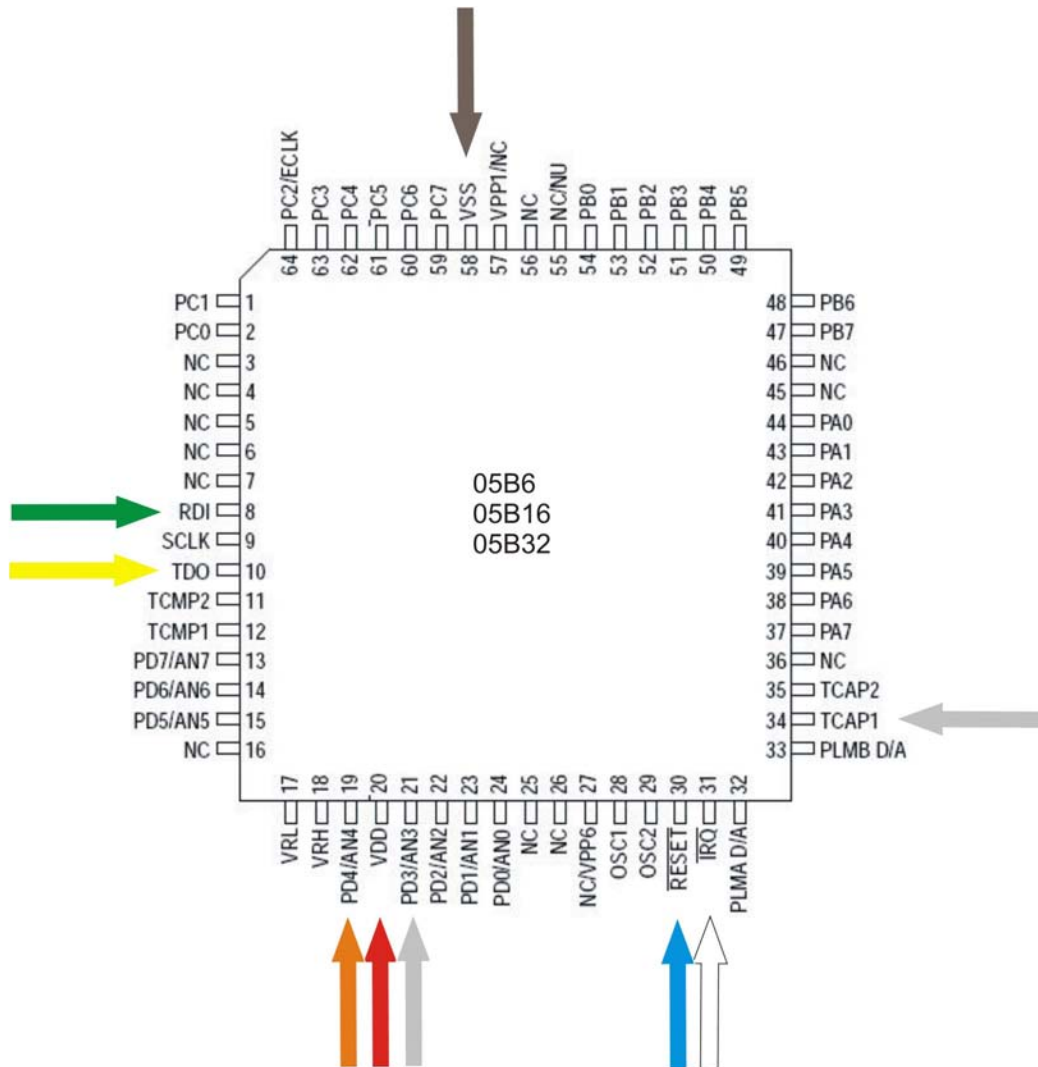 64 PC2/ECLK
63 PC3
62 PC4
61 PC5
60 PC6
59 PC7
58 VSS
57 VPP1/NC
56 NC
55 NC/NU
54 PB0
53 PB1
52 PB2
51 PB3
50 PB4
49 PB5
PC1 1
PC0 2
NC 3
NC 4
NC 5
NC 6
NC 7
RDI 8
SCLK 9
TDO 10
TCMP2 11
TCMP1 12
PD7/AN7 13
PD6/AN6 14
PD5/AN5 15
NC 16
05B6
05B16
05B32
48 PB6
47 PB7
46 NC
45 NC
44 PA0
43 PA1
42 PA2
41 PA3
40 PA4
39 PA5
38 PA6
37 PA7
36 NC
35 TCAP2
34 TCAP1
33 PLMB D/A
17 VRL
18 VRH
19 PD4/AN4
20 VDD
21 PD3/AN3
22 PD2/AN2
23 PD1/AN1
24 PD0/AN0
25 NC
26 NC
27 NC/VPP6
28 OSC1
29 OSC2
30 RESET
31 IRQ
32 PLMA D/A